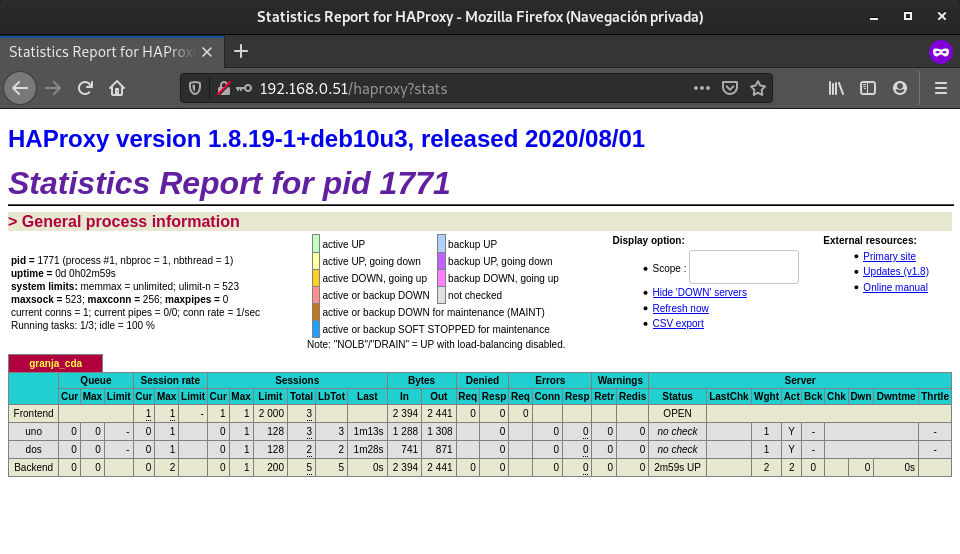 Statistics Report for HAProxy - Mozilla Firefox (Navegación privada)
Statistics Report for HAProx
192.168.0.51/haproxy?stats
HAProxy version 1.8.19-1+deb10u3, released 2020/08/01
Statistics Report for pid 1771
> General process information
pid = 1771 (process #1, nbproc = 1, nbthread = 1)
uptime = 0d 0h02m59s
system limits: memmax = unlimited; ulimit-n = 523
maxsock = 523; maxconn = 256; maxpipes = 0
current conns = 1; current pipes = 0/0; conn rate = 1/sec
Running tasks: 1/3; idle = 100 %
active UP backup UP
active UP, going down backup UP, going down
active DOWN, going up backup DOWN, going up
active or backup DOWN not checked
active or backup DOWN for maintenance (MAINT)
active or backup SOFT STOPPED for maintenance
Note: "NOLB"/"DRAIN" = UP with load-balancing disabled.
Display option:
Scope :
Hide 'DOWN' servers
Refresh now
CSV export
External resources:
Primary site
Updates (v1.8)
Online manual
granja_cda
Queue Session rate Sessions Bytes Denied Errors Warnings Server
Cur Max Limit Cur Max Limit Cur Max Limit Total LbTot Last In Out Req Resp Req Conn Resp Retr Redis Status LastChk Wght Act Bck Chk Dwn Dwntme Thrtle
Frontend 1 1 - 1 1 2 000 3 2 394 2 441 0 0 0 OPEN
uno 0 0 - 0 1 0 1 128 3 3 1m13s 1 288 1 308 0 0 0 0 0 no check 1 Y - -
dos 0 0 - 0 1 0 1 128 2 2 1m28s 741 871 0 0 0 0 0 no check 1 Y - -
Backend 0 0 0 2 0 1 200 5 5 0s 2 394 2 441 0 0 0 0 0 0 2m59s UP 2 2 0 0 0s